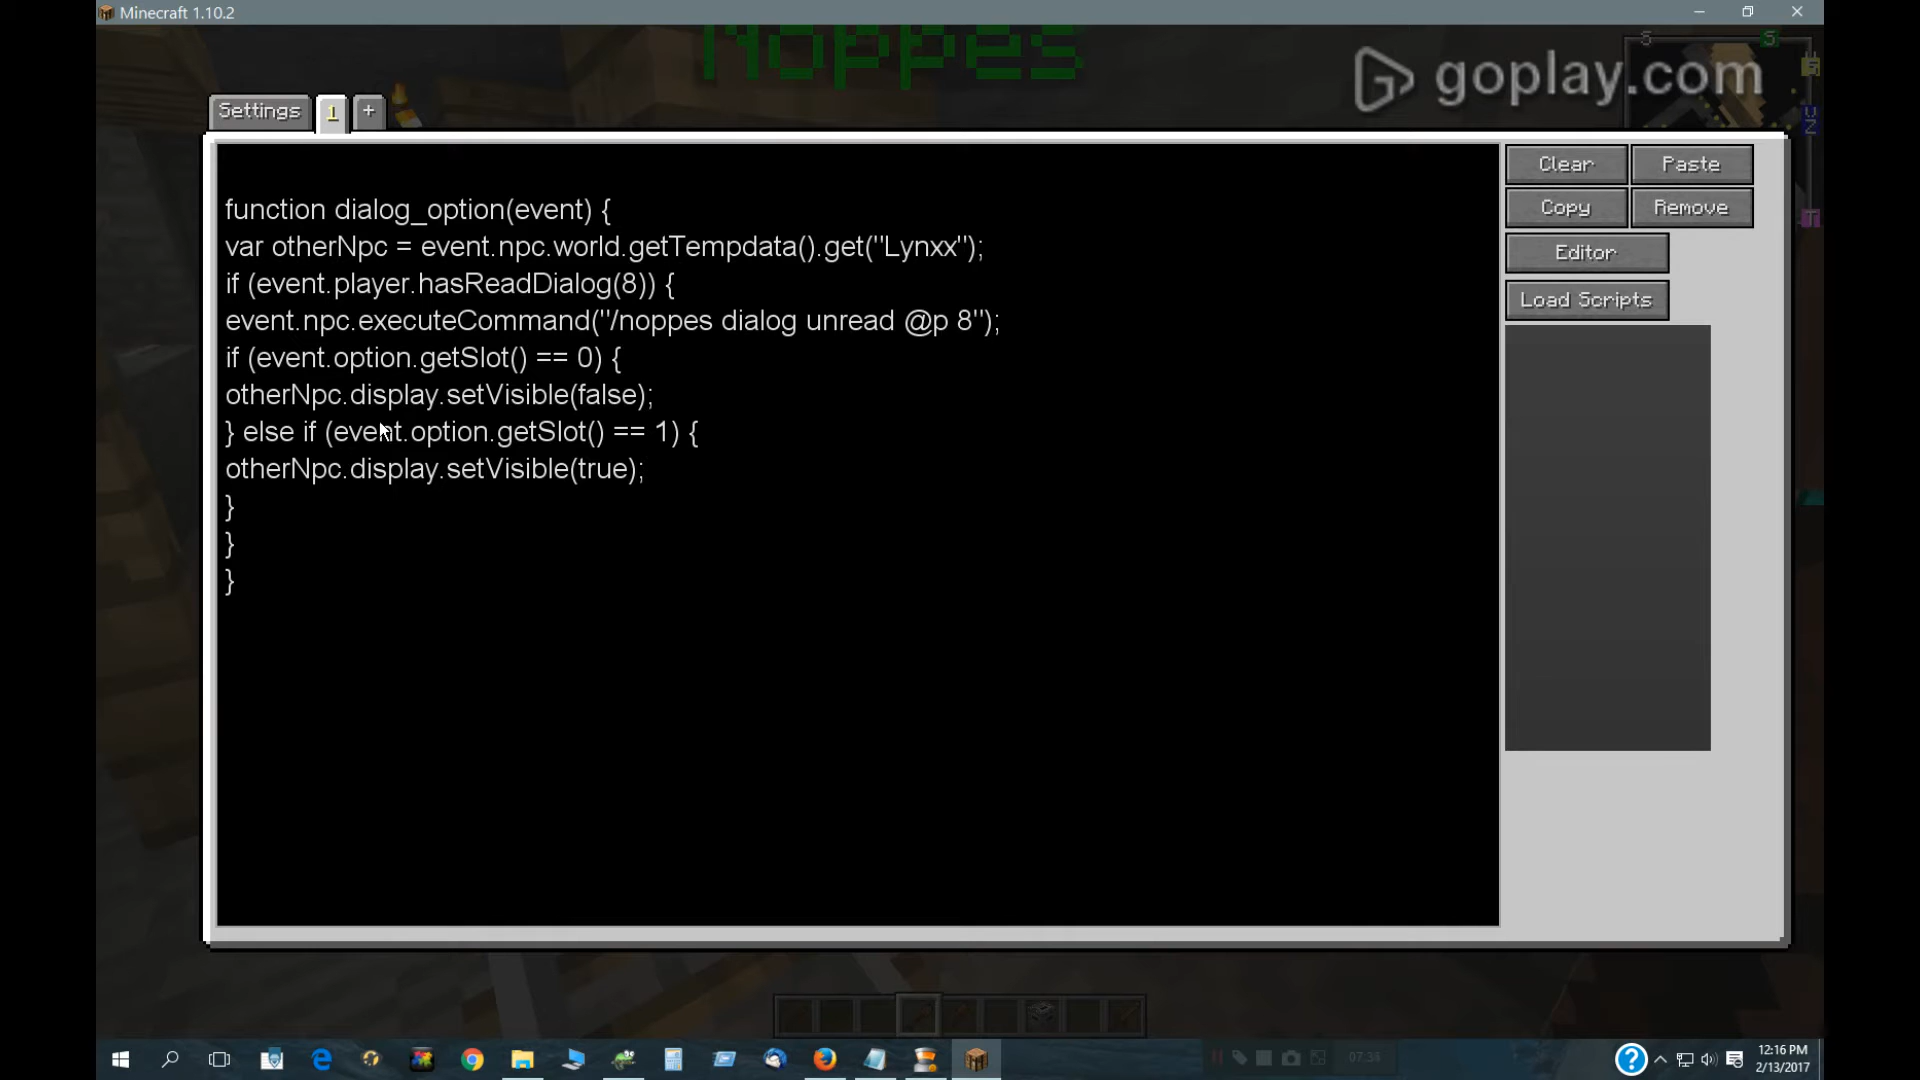 Minecraft 1.10.2
Noppes
goplay.com
S
S
Settings
1
+
Clear
Paste
Copy
Remove
Editor
Load Scripts
function dialog_option(event) {
var otherNpc = event.npc.world.getTempdata().get("Lynxx");
if (event.player.hasReadDialog(8)) {
event.npc.executeCommand("/noppes dialog unread @p 8");
if (event.option.getSlot() == 0) {
otherNpc.display.setVisible(false);
} else if (event.option.getSlot() == 1) {
otherNpc.display.setVisible(true);
}
}
}
12:16 PM
2/13/2017